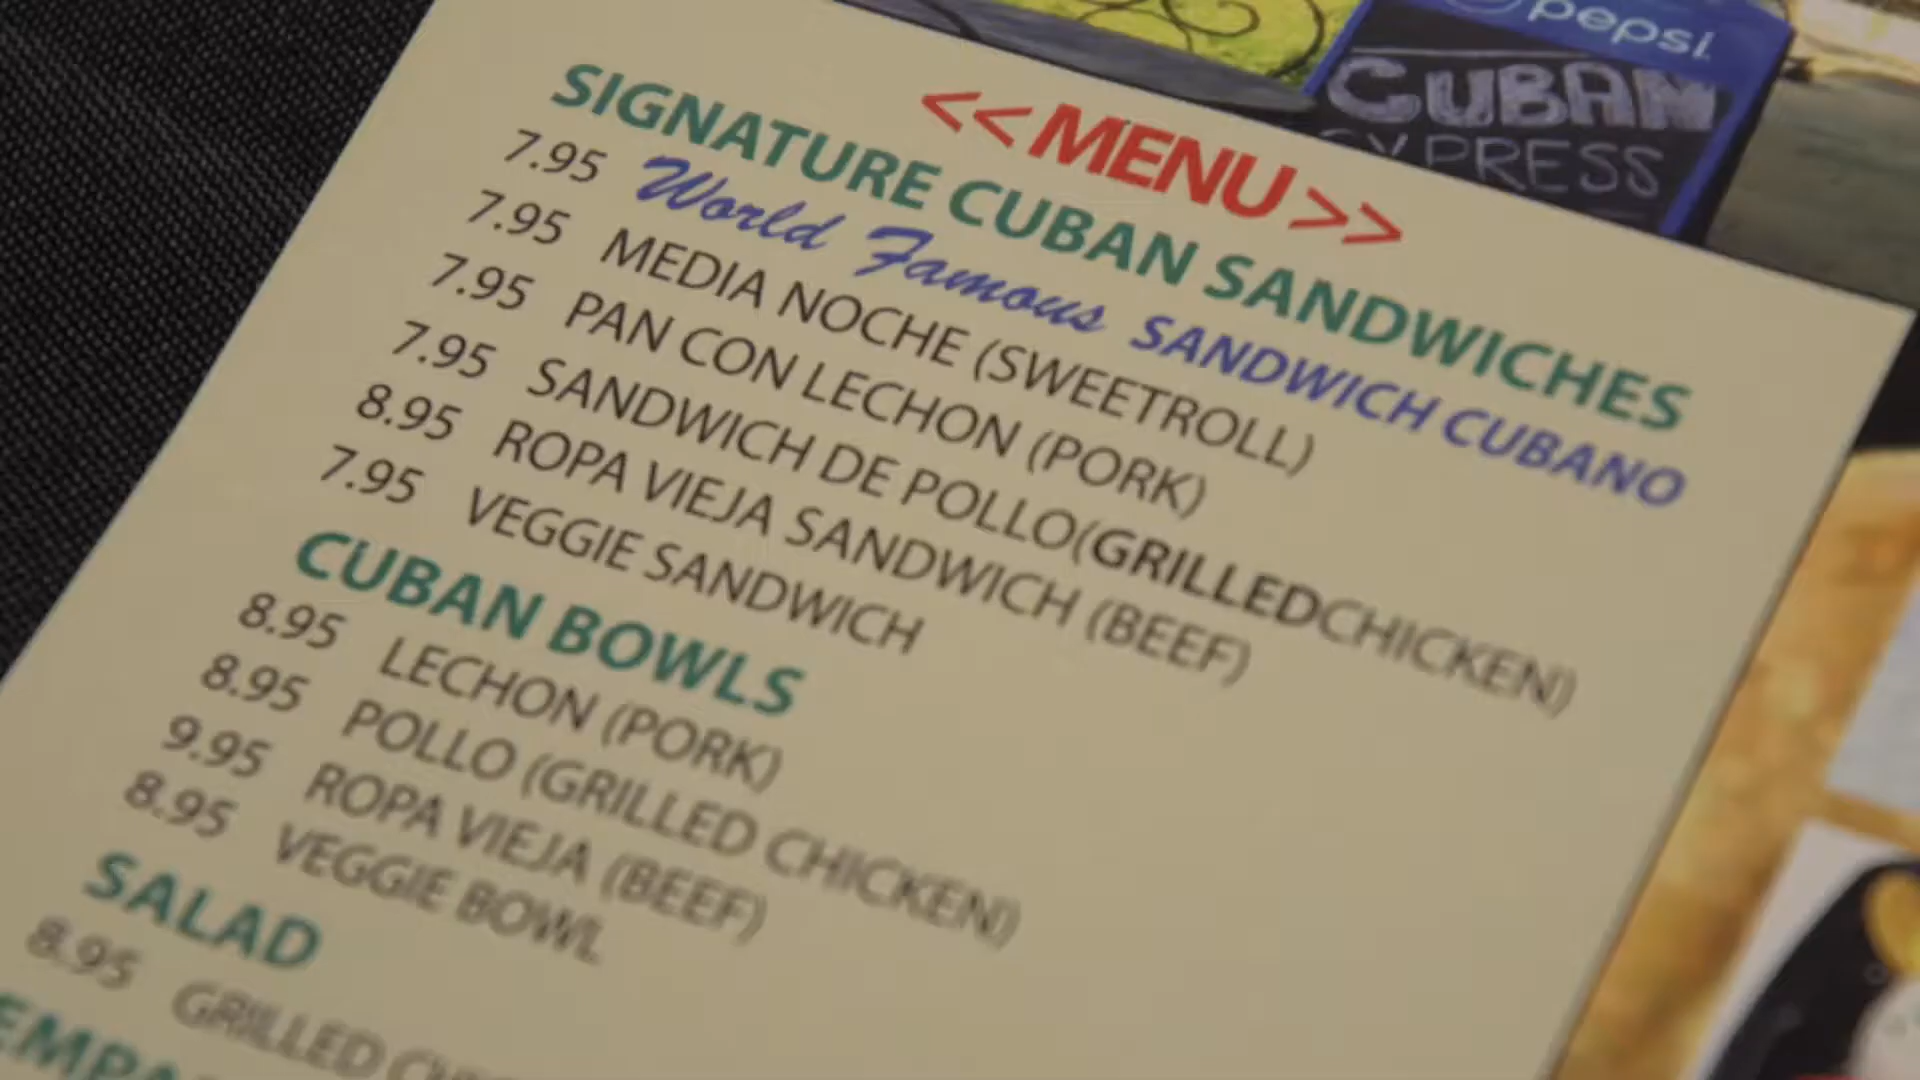 pepsi
CUBAN
PRESS
<<MENU>>
SIGNATURE CUBAN SANDWICHES
7.95 World Famous SANDWICH CUBANO
7.95 MEDIA NOCHE (SWEETROLL)
7.95 PAN CON LECHON (PORK)
7.95 SANDWICH DE POLLO(GRILLEDCHICKEN)
8.95 ROPA VIEJA SANDWICH (BEEF)
7.95 VEGGIE SANDWICH
CUBAN BOWLS
8.95 LECHON (PORK)
8.95 POLLO (GRILLED CHICKEN)
9.95 ROPA VIEJA (BEEF)
8.95 VEGGIE BOWL
SALAD
8.95 GRILLED